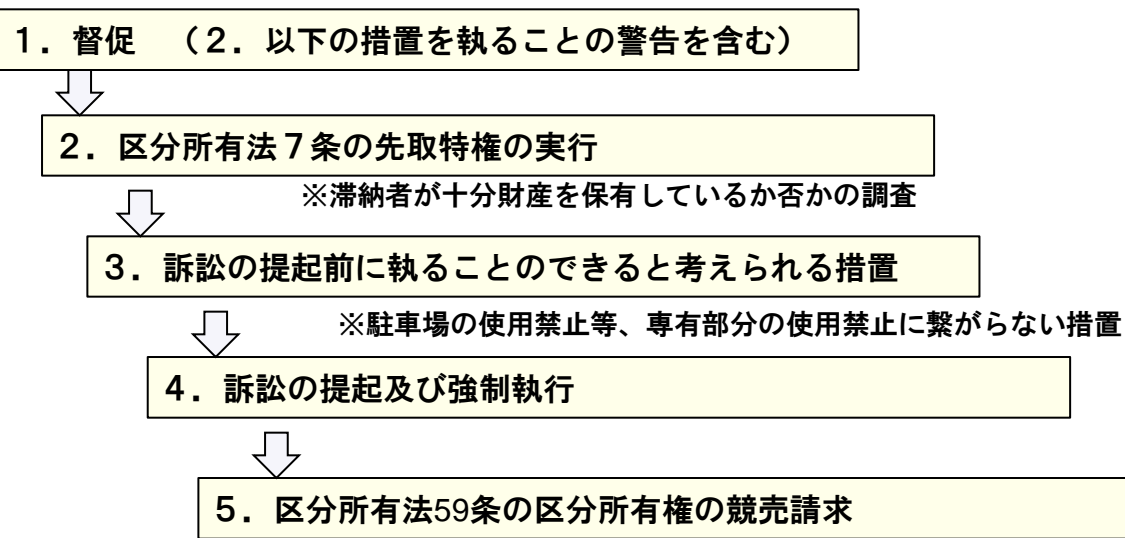 １．督促　（２．以下の措置を執ることの警告を含む）
２．区分所有法７条の先取特権の実行
※滞納者が十分財産を保有しているか否かの調査
３．訴訟の提起前に執ることのできると考えられる措置
※駐車場の使用禁止等、専有部分の使用禁止に繋がらない措置
４．訴訟の提起及び強制執行
５．区分所有法59条の区分所有権の競売請求